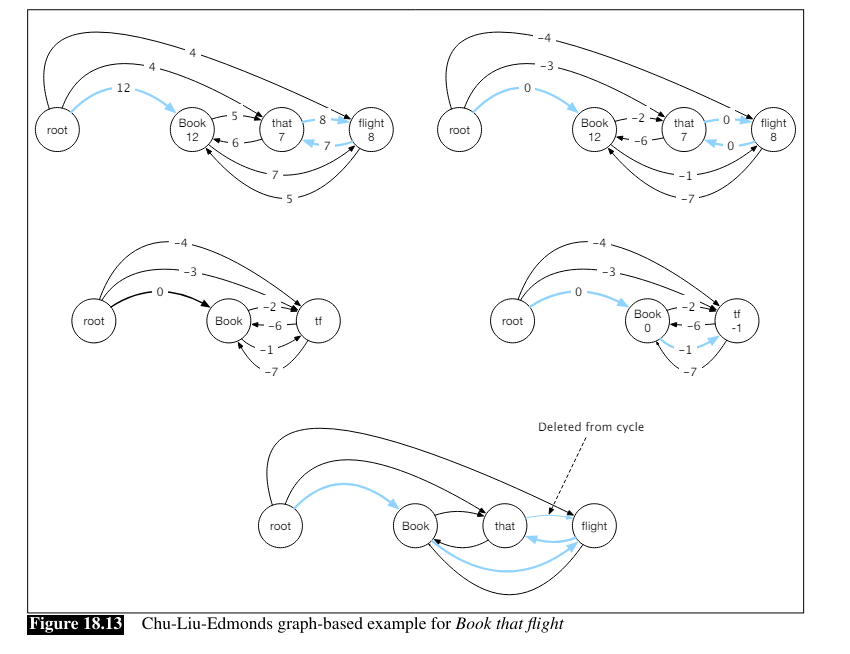 4
4
12
root
Book
12
5
6
that
7
8
7
flight
8
7
5
-4
-3
0
root
Book
12
-2
-6
that
7
0
0
flight
8
-1
-7
-4
-3
0
root
Book
-2
-6
tf
-1
-7
-4
-3
0
root
Book
0
-2
-6
tf
-1
-1
-7
Deleted from cycle
root
Book
that
flight
Figure 18.13 Chu-Liu-Edmonds graph-based example for Book that flight